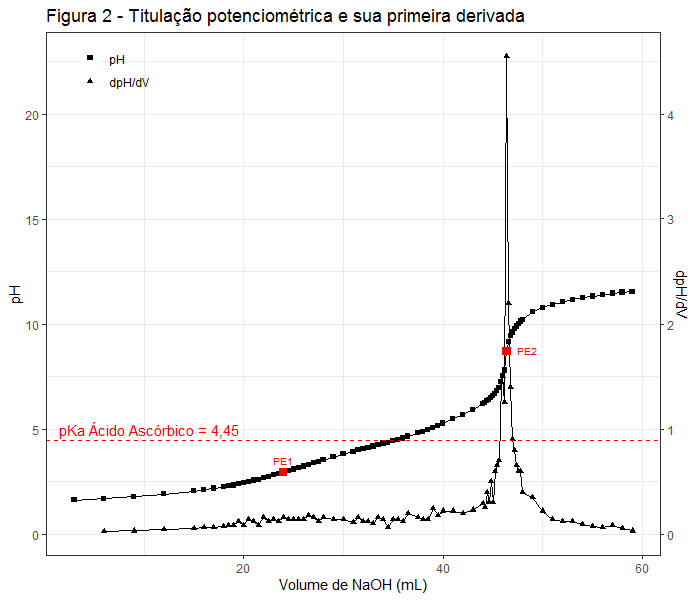 Figura 2 - Titulação potenciométrica e sua primeira derivada
pH
dpH/dV
20
15
10
5
0
pH
4
3
2
1
0
dpH/dV
PE2
pKa Ácido Ascórbico = 4,45
PE1
20
40
60
Volume de NaOH (mL)